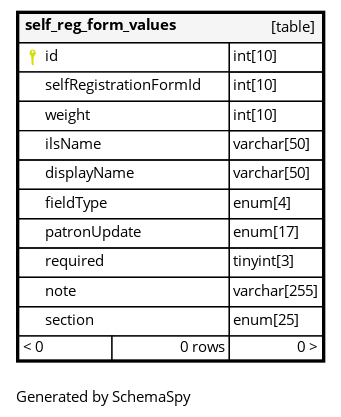 self_reg_form_values [table]
id int[10]
selfRegistrationFormId int[10]
weight int[10]
ilsName varchar[50]
displayName varchar[50]
fieldType enum[4]
patronUpdate enum[17]
required tinyint[3]
note varchar[255]
section enum[25]
< 0 0 rows 0 >
Generated by SchemaSpy